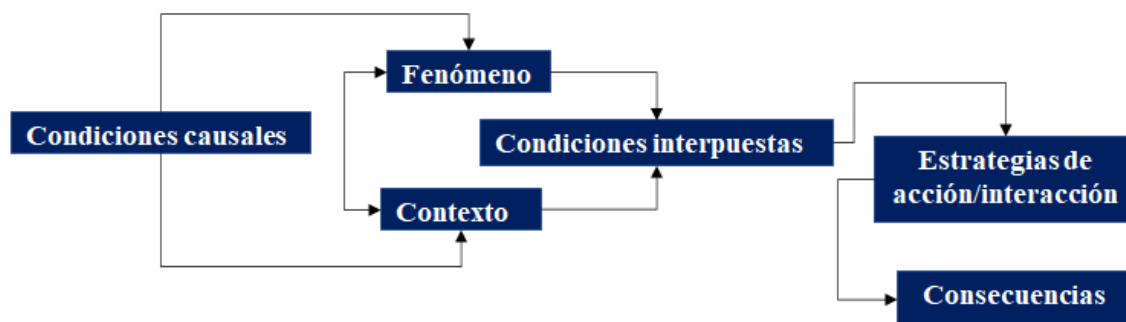 Fenómeno
Condiciones causales
Condiciones interpuestas
Estrategias de
acción/interacción
Contexto
Consecuencias